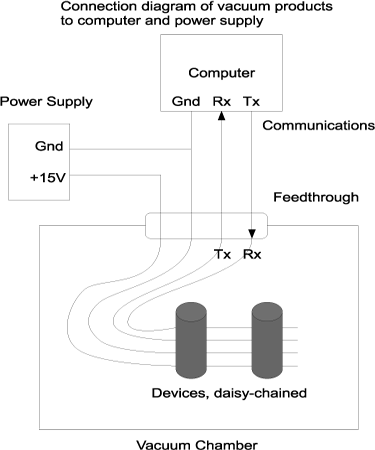 Connection diagram of vacuum products
to computer and power supply
Computer
Gnd Rx Tx
Power Supply
Communications
Gnd
+15V
Feedthrough
Tx Rx
Devices, daisy-chained
Vacuum Chamber